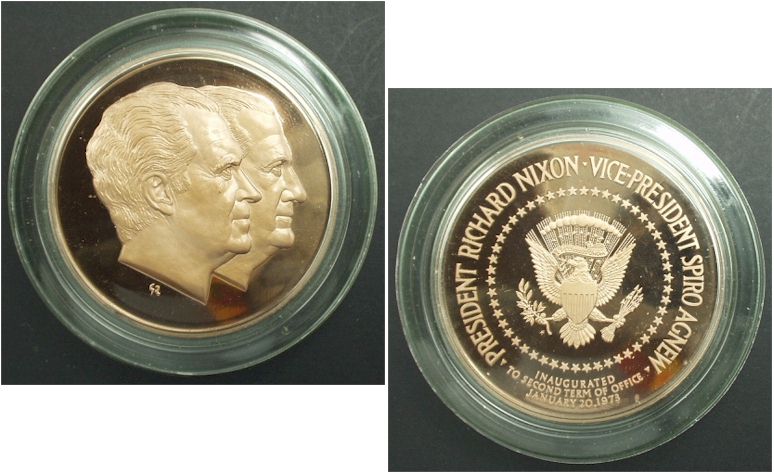 PRESIDENT RICHARD NIXON · VICE-PRESIDENT SPIRO AGNEW
INAUGURATED
TO SECOND TERM OF OFFICE
JANUARY 20, 1973